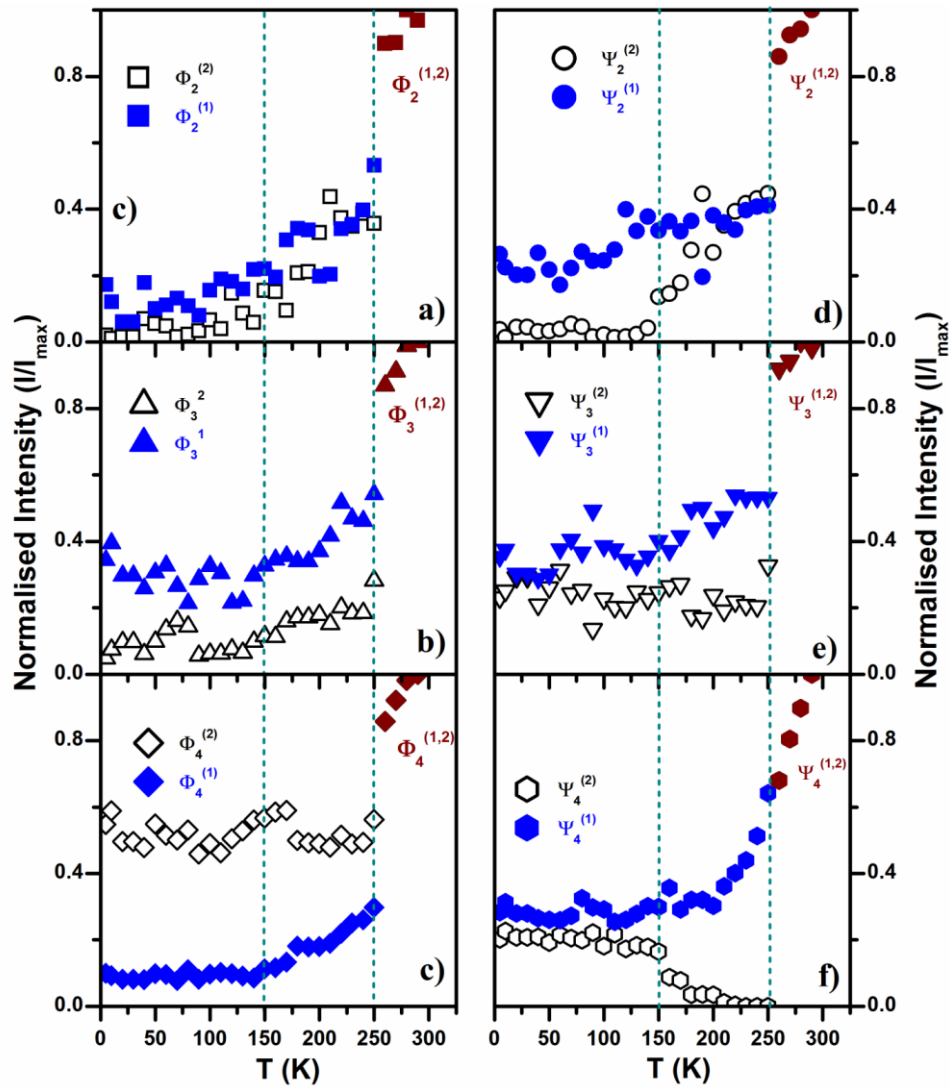 0.8
Φ₂⁽²⁾
Φ₂⁽¹⁾
Φ₂⁽¹,²⁾
c)
0.4
a)
0.0
0.8
Φ₃²
Φ₃¹
Φ₃⁽¹,²⁾
0.4
b)
0.0
0.8
Φ₄⁽²⁾
Φ₄⁽¹⁾
Φ₄⁽¹,²⁾
0.4
c)
0.0
0 50 100 150 200 250 300
T (K)
Normalised Intensity (I/Iₘₐₓ)
Ψ₂⁽²⁾
Ψ₂⁽¹⁾
Ψ₂⁽¹,²⁾
0.8
0.4
d)
0.0
Ψ₃⁽²⁾
Ψ₃⁽¹⁾
Ψ₃⁽¹,²⁾
0.8
0.4
e)
0.0
Ψ₄⁽²⁾
Ψ₄⁽¹⁾
Ψ₄⁽¹,²⁾
0.8
0.4
f)
0.0
0 50 100 150 200 250 300
T (K)
Normalised Intensity (I/Iₘₐₓ)